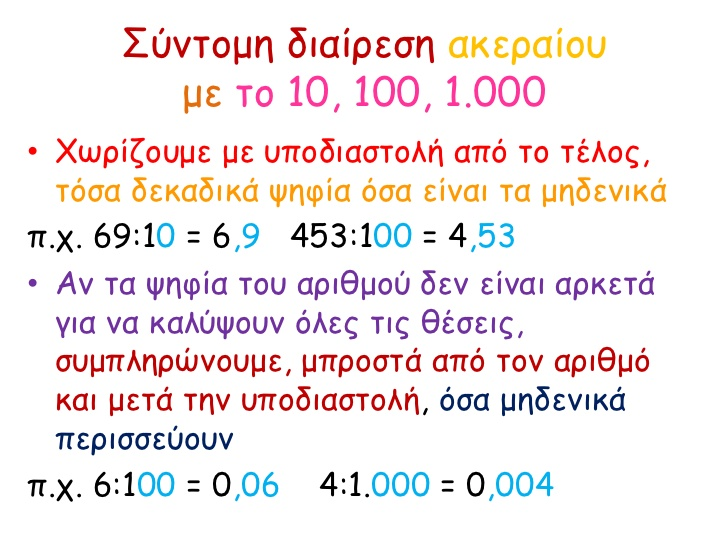 Σύντομη διαίρεση ακεραίου
με το 10, 100, 1.000
• Χωρίζουμε με υποδιαστολή από το τέλος,
τόσα δεκαδικά ψηφία όσα είναι τα μηδενικά
π.χ. 69:10 = 6,9 453:100 = 4,53
• Αν τα ψηφία του αριθμού δεν είναι αρκετά
για να καλύψουν όλες τις θέσεις,
συμπληρώνουμε, μπροστά από τον αριθμό
και μετά την υποδιαστολή, όσα μηδενικά
περισσεύουν
π.χ. 6:100 = 0,06 4:1.000 = 0,004